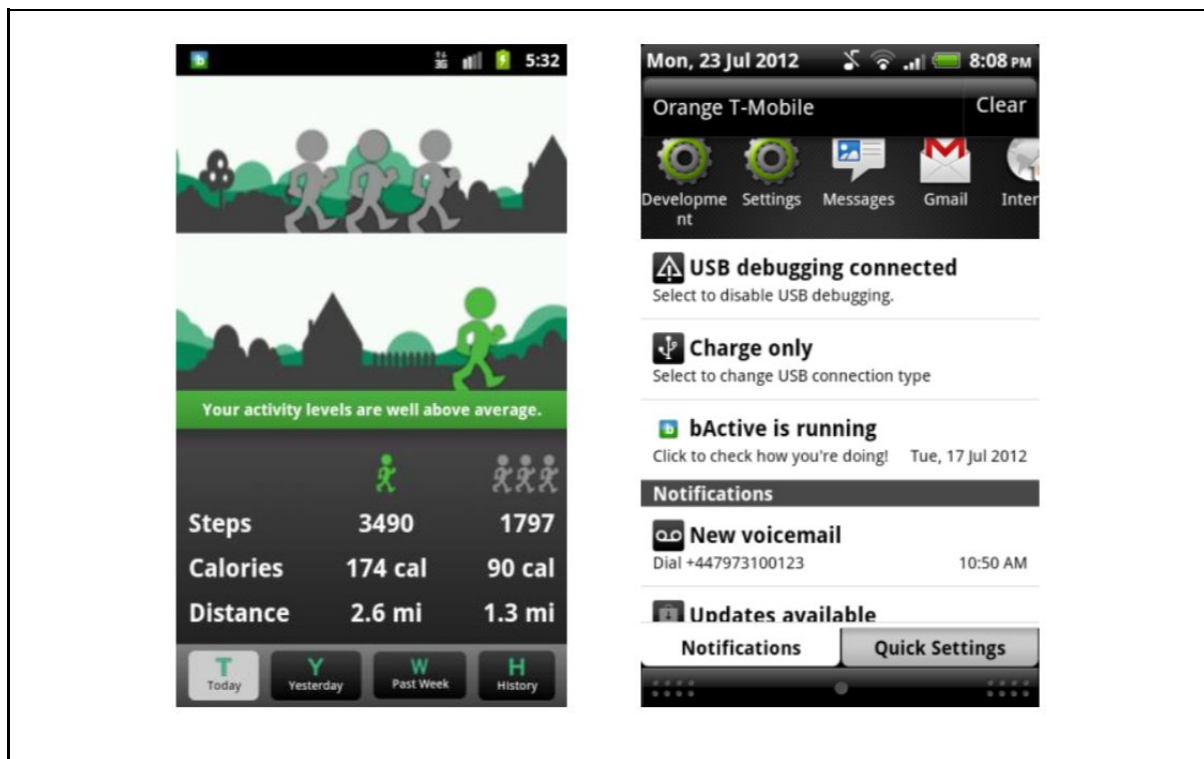 5:32
Your activity levels are well above average.
Steps 3490 1797
Calories 174 cal 90 cal
Distance 2.6 mi 1.3 mi
T Y W H
Today Yesterday Past Week History
Mon, 23 Jul 2012 8:08 PM
Orange T-Mobile Clear
Developme
nt Settings Messages Gmail Inter
USB debugging connected
Select to disable USB debugging.
Charge only
Select to change USB connection type
bActive is running
Click to check how you're doing! Tue, 17 Jul 2012
Notifications
New voicemail
Dial +447973100123 10:50 AM
Updates available
Notifications Quick Settings